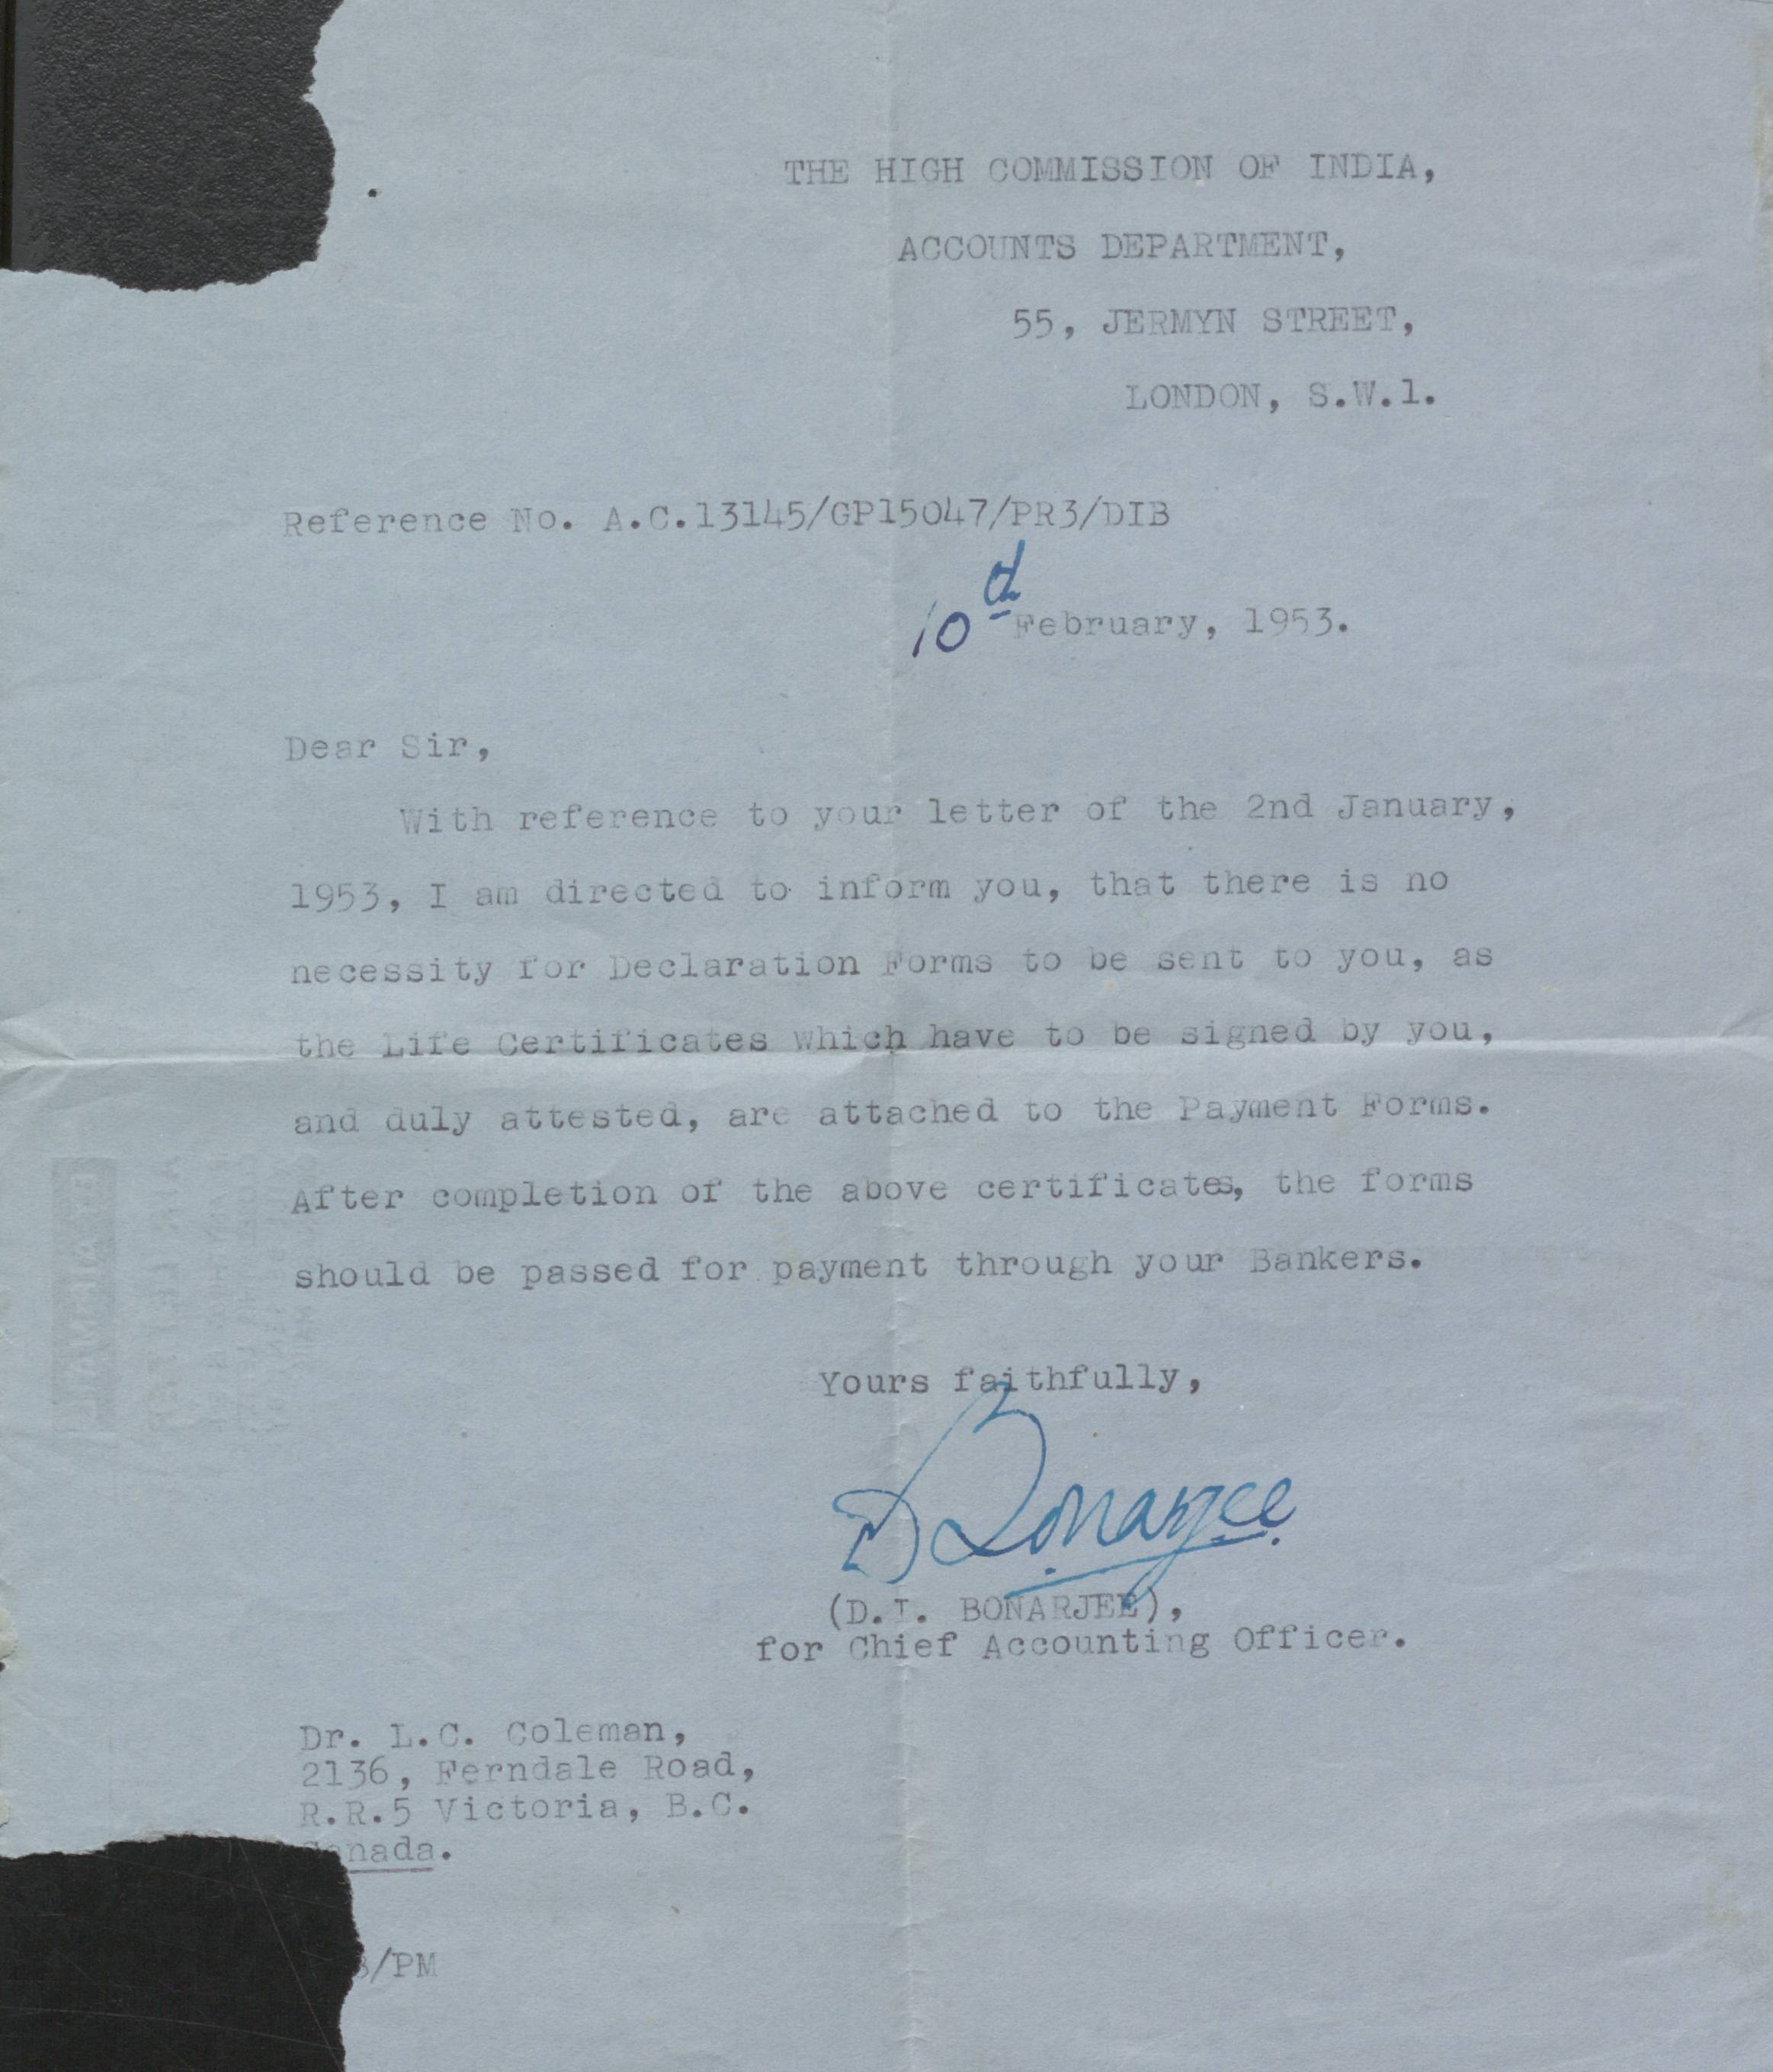 THE HIGH COMMISSION OF INDIA,
ACCOUNTS DEPARTMENT,
55, JERMYN STREET,
LONDON, S.W.1.
Reference No. A.C.13145/GP15047/PR3/DIB
10d February, 1953.
Dear Sir,
With reference to your letter of the 2nd January,
1953, I am directed to inform you, that there is no
necessity for Declaration Forms to be sent to you, as
the Life Certificates which have to be signed by you,
and duly attested, are attached to the Payment Forms.
After completion of the above certificates, the forms
should be passed for payment through your Bankers.
Yours faithfully,
D Bonarjee
(D.I. BONARJEE),
for Chief Accounting Officer.
Dr. L.C. Coleman,
2136, Ferndale Road,
R.R.5 Victoria, B.C.
Canada.
/PM